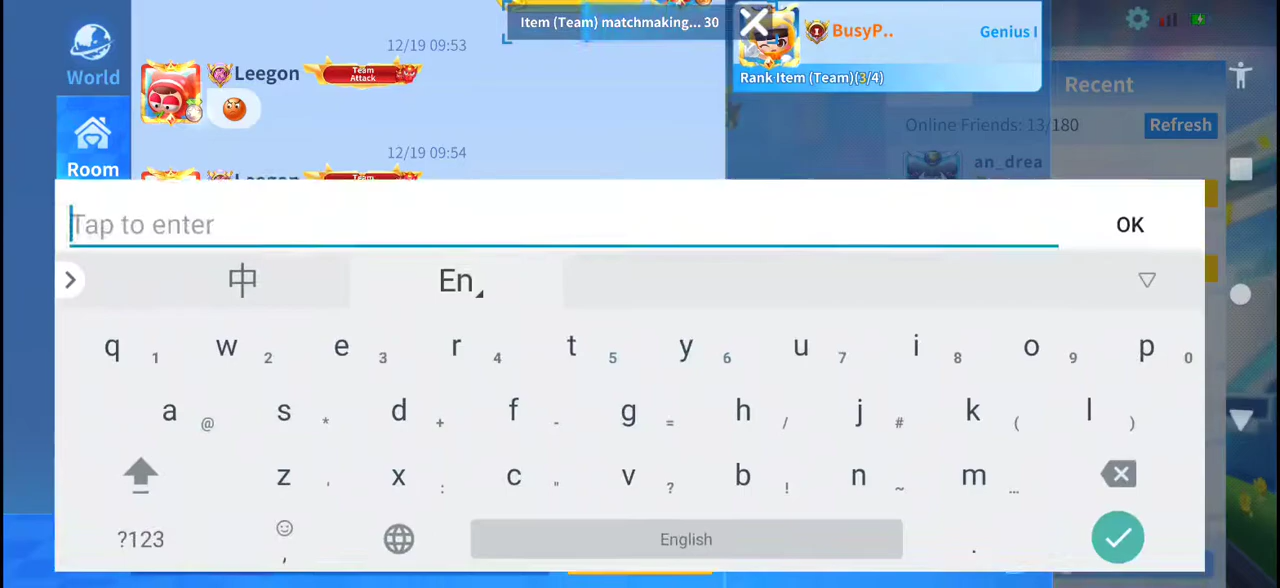 Item (Team) matchmaking... 30
BusyP..
Genius I
Rank Item (Team)(3/4)
World
12/19 09:53
Leegon
Team
Attack
Recent
Online Friends: 13/180
Refresh
an_drea
Room
12/19 09:54
Leegon
Team
Tap to enter
OK
中
En
q 1 w 2 e 3 r 4 t 5 y 6 u 7 i 8 o 9 p 0
a @ s * d + f - g = h / j # k ( l )
z ' x : c " v ? b ! n ~ m ...
?123 , English .